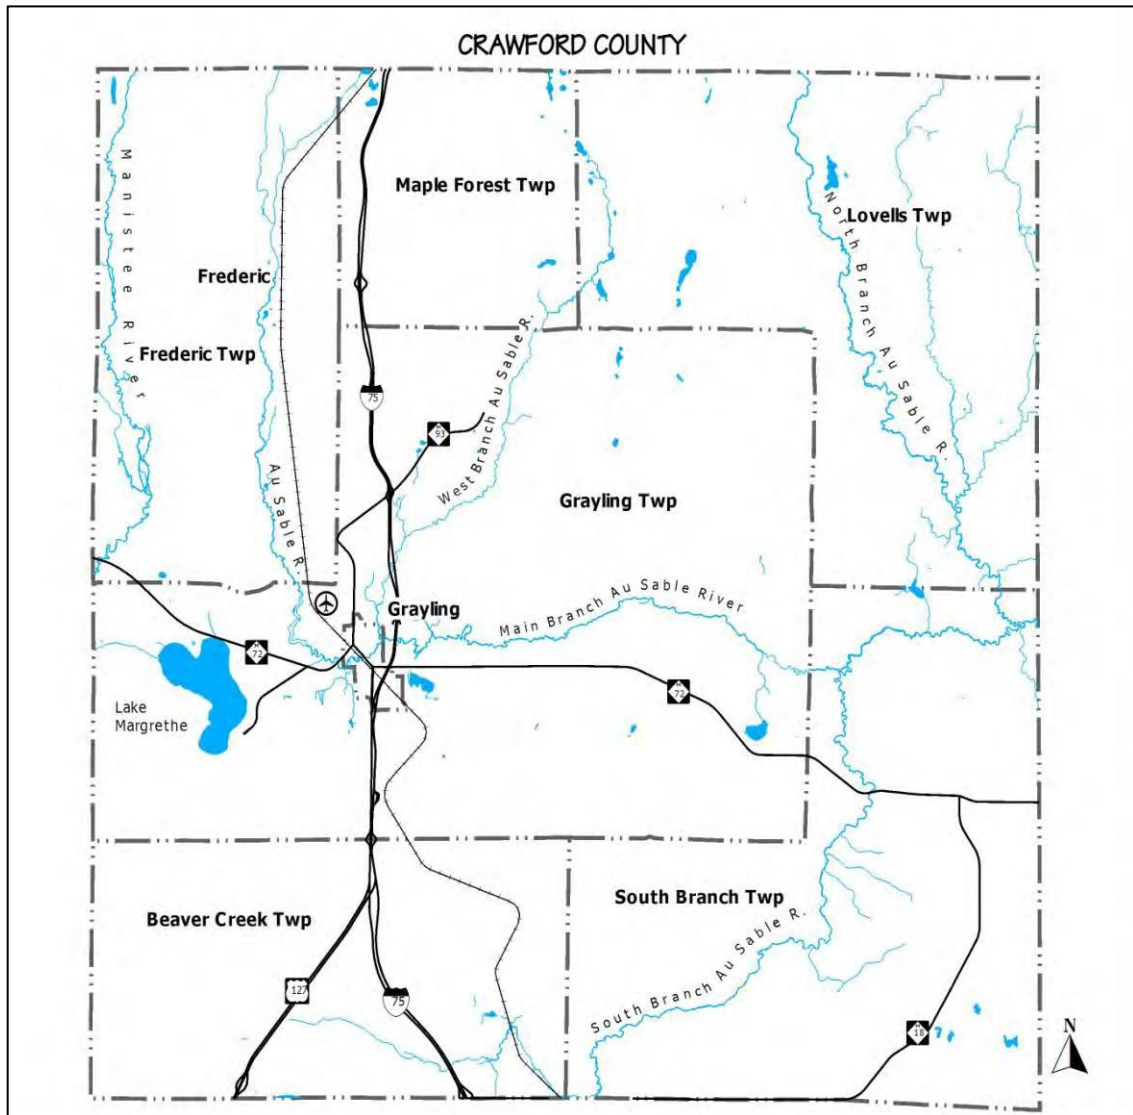 CRAWFORD COUNTY
Manistee River
Maple Forest Twp
North Branch Au Sable R.
Lovells Twp
Frederic
Frederic Twp
West Branch Au Sable R.
75
M
93
Au Sable R.
Grayling Twp
Grayling
Main Branch Au Sable River
M
72
M
72
Lake
Margrethe
South Branch Twp
Beaver Creek Twp
South Branch Au Sable R.
127
75
M
18
N